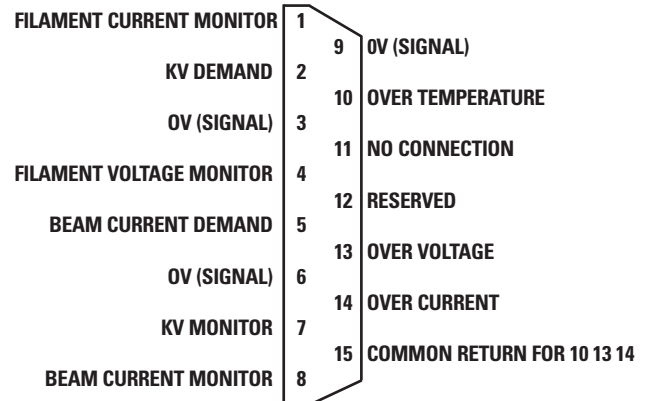 FILAMENT CURRENT MONITOR 1
9 0V (SIGNAL)
KV DEMAND 2
10 OVER TEMPERATURE
OV (SIGNAL) 3
11 NO CONNECTION
FILAMENT VOLTAGE MONITOR 4
12 RESERVED
BEAM CURRENT DEMAND 5
13 OVER VOLTAGE
OV (SIGNAL) 6
14 OVER CURRENT
KV MONITOR 7
15 COMMON RETURN FOR 10 13 14
BEAM CURRENT MONITOR 8